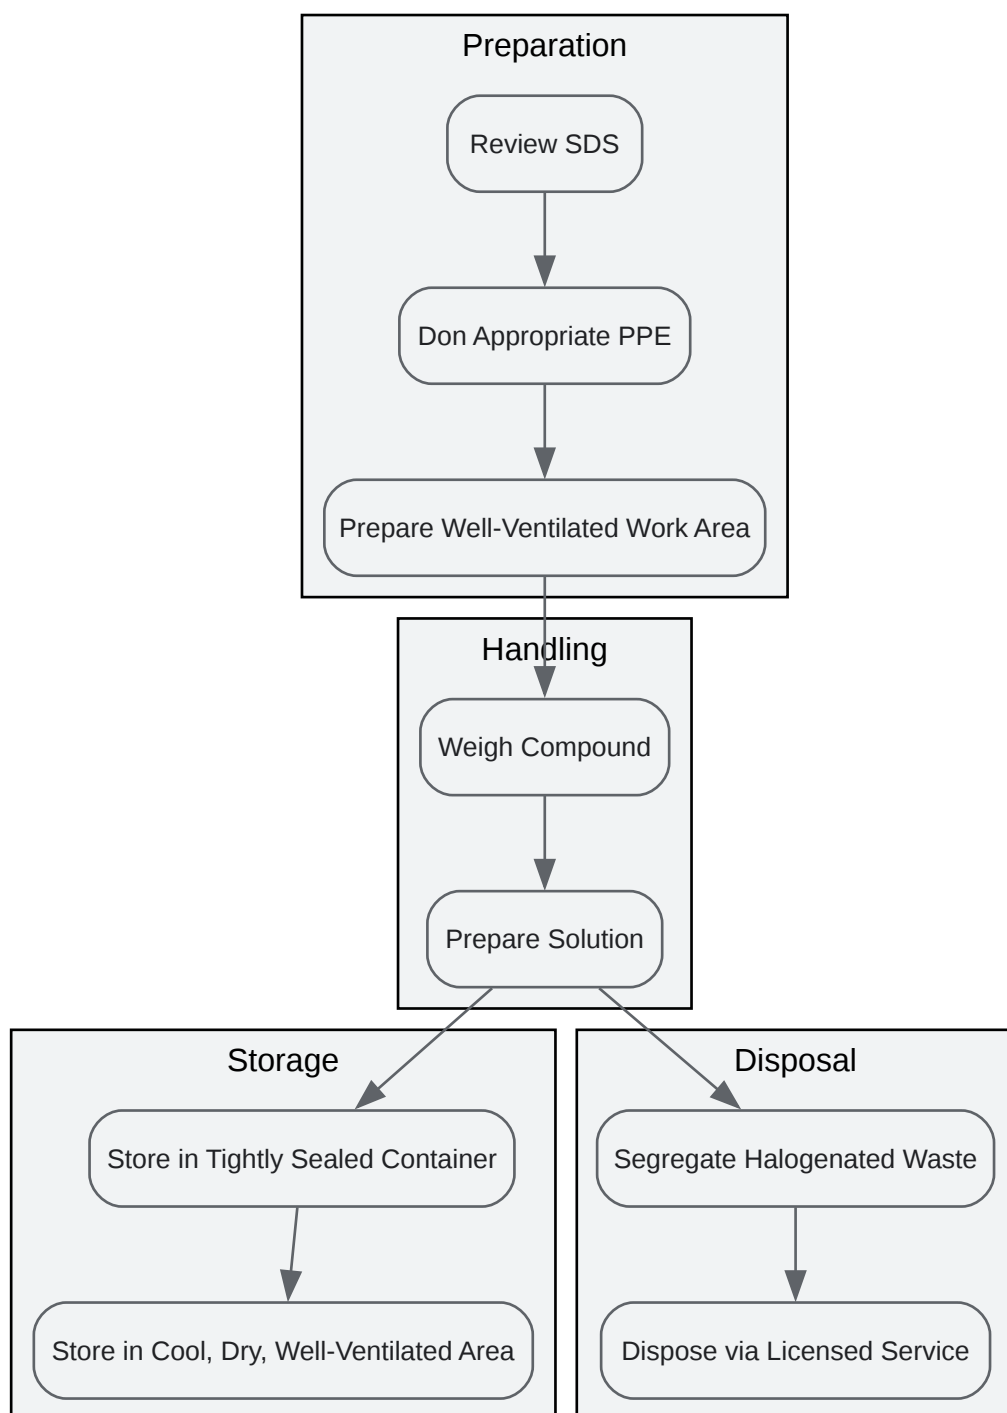 Preparation
Review SDS
Don Appropriate PPE
Prepare Well-Ventilated Work Area
Handling
Weigh Compound
Prepare Solution
Storage
Store in Tightly Sealed Container
Store in Cool, Dry, Well-Ventilated Area
Disposal
Segregate Halogenated Waste
Dispose via Licensed Service